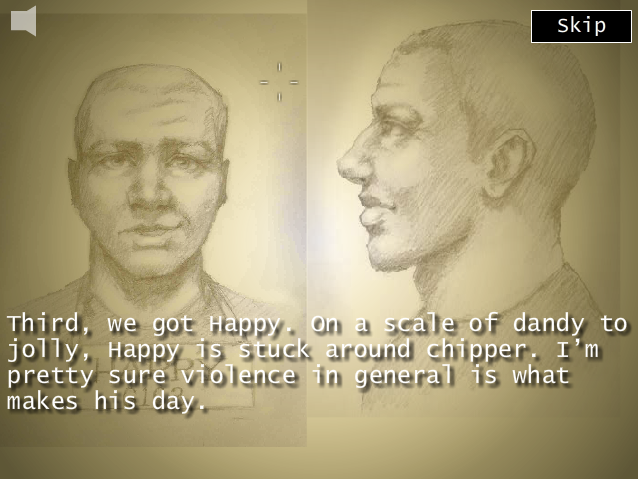 Skip
Third, we got Happy. On a scale of dandy to
jolly, Happy is stuck around chipper. I'm
pretty sure violence in general is what
makes his day.